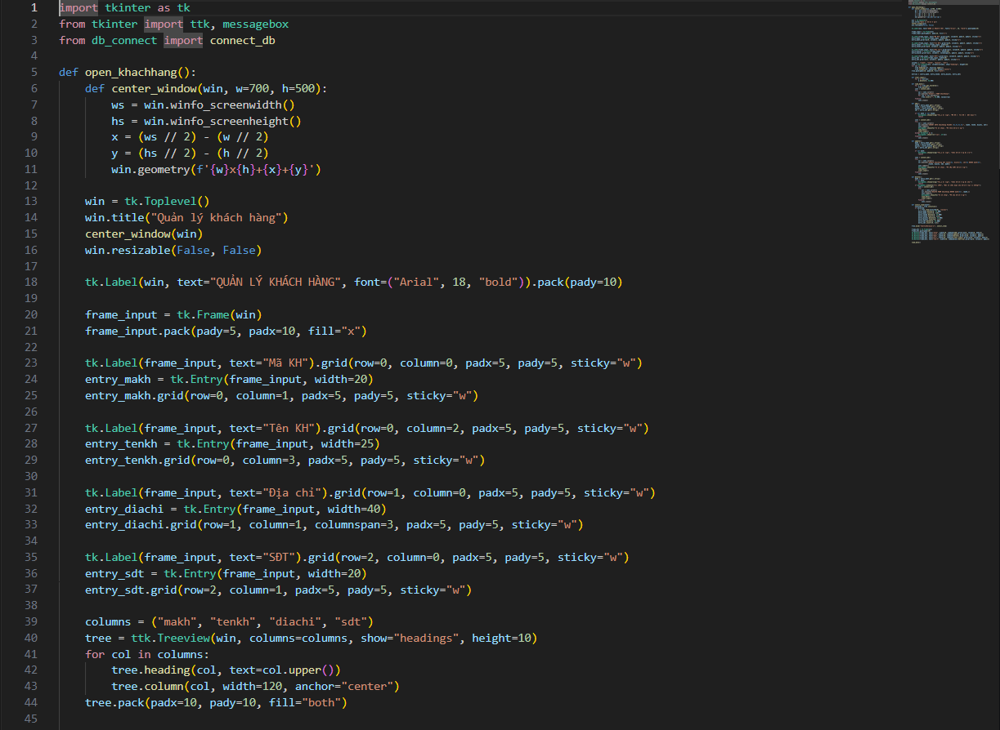 1 import tkinter as tk
2 from tkinter import ttk, messagebox
3 from db_connect import connect_db
4
5 def open_khachhang():
6     def center_window(win, w=700, h=500):
7         ws = win.winfo_screenwidth()
8         hs = win.winfo_screenheight()
9         x = (ws // 2) - (w // 2)
10         y = (hs // 2) - (h // 2)
11         win.geometry(f'{w}x{h}+{x}+{y}')
12
13     win = tk.Toplevel()
14     win.title("Quản lý khách hàng")
15     center_window(win)
16     win.resizable(False, False)
17
18     tk.Label(win, text="QUẢN LÝ KHÁCH HÀNG", font=("Arial", 18, "bold")).pack(pady=10)
19
20     frame_input = tk.Frame(win)
21     frame_input.pack(pady=5, padx=10, fill="x")
22
23     tk.Label(frame_input, text="Mã KH").grid(row=0, column=0, padx=5, pady=5, sticky="w")
24     entry_makh = tk.Entry(frame_input, width=20)
25     entry_makh.grid(row=0, column=1, padx=5, pady=5, sticky="w")
26
27     tk.Label(frame_input, text="Tên KH").grid(row=0, column=2, padx=5, pady=5, sticky="w")
28     entry_tenkh = tk.Entry(frame_input, width=25)
29     entry_tenkh.grid(row=0, column=3, padx=5, pady=5, sticky="w")
30
31     tk.Label(frame_input, text="Địa chỉ").grid(row=1, column=0, padx=5, pady=5, sticky="w")
32     entry_diachi = tk.Entry(frame_input, width=40)
33     entry_diachi.grid(row=1, column=1, columnspan=3, padx=5, pady=5, sticky="w")
34
35     tk.Label(frame_input, text="SĐT").grid(row=2, column=0, padx=5, pady=5, sticky="w")
36     entry_sdt = tk.Entry(frame_input, width=20)
37     entry_sdt.grid(row=2, column=1, padx=5, pady=5, sticky="w")
38
39     columns = ("makh", "tenkh", "diachi", "sdt")
40     tree = ttk.Treeview(win, columns=columns, show="headings", height=10)
41     for col in columns:
42         tree.heading(col, text=col.upper())
43         tree.column(col, width=120, anchor="center")
44     tree.pack(padx=10, pady=10, fill="both")
45